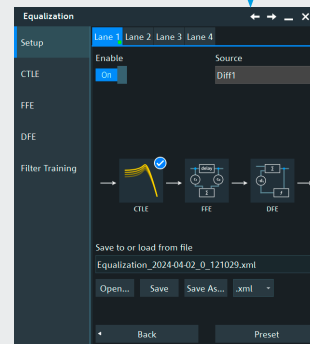 Equalization
Setup
CTLE
FFE
DFE
Filter Training
Lane 1 Lane 2 Lane 3 Lane 4
Enable Source
On Diff1
delay
Σ
Σ
CTLE FFE DFE
Save to or load from file
Equalization_2024-04-02_0_121029.xml
Open... Save Save As... .xml
Back Preset